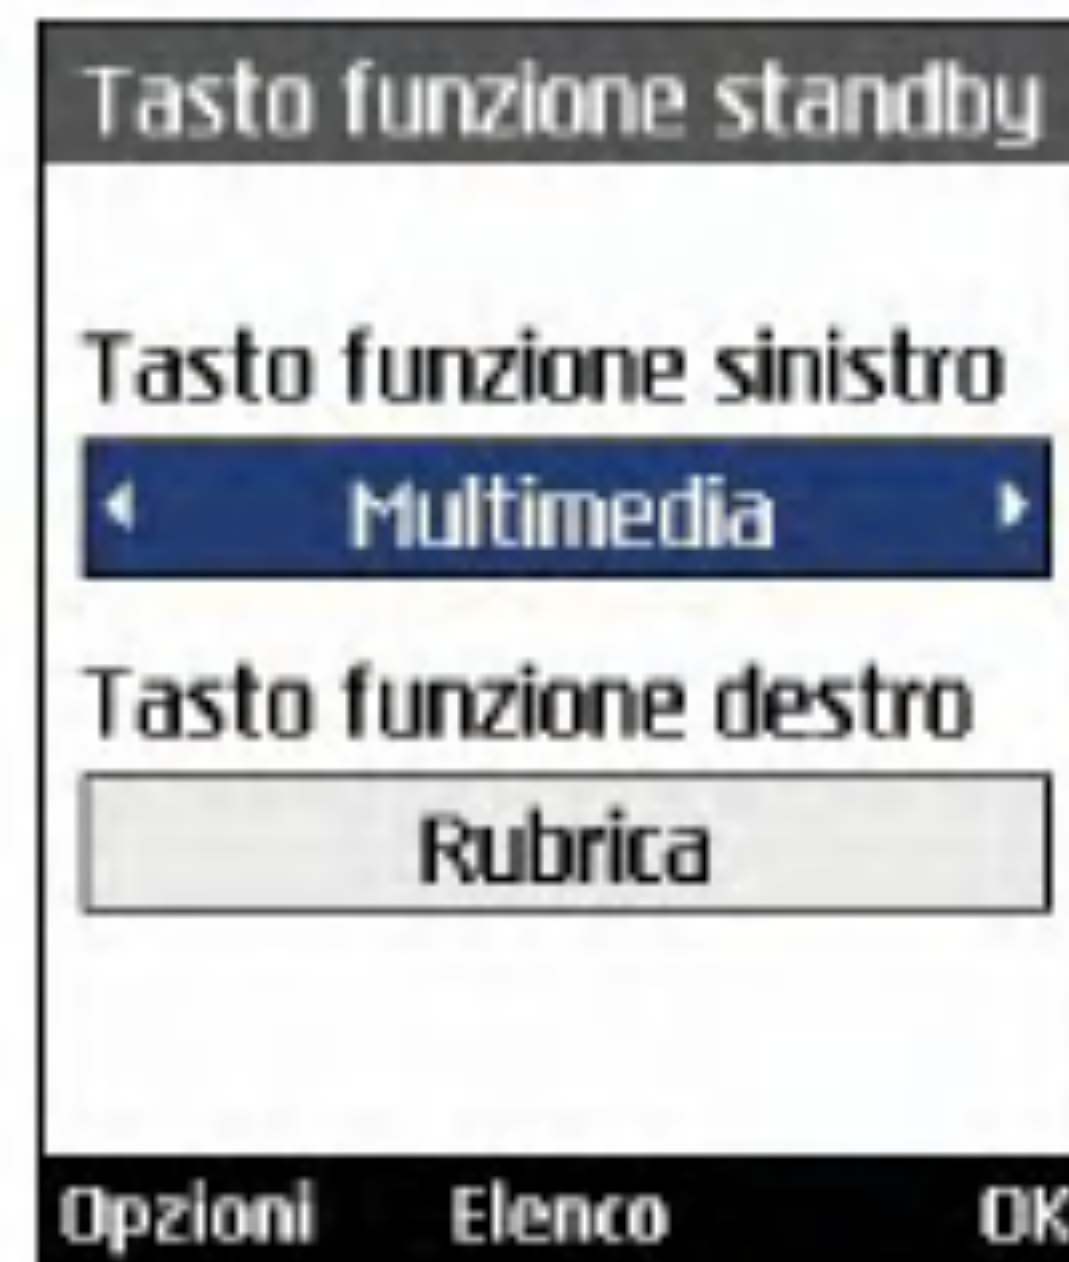 Tasto funzione standby
Tasto funzione sinistro
Multimedia
Tasto funzione destro
Rubrica
Opzioni Elenco OK